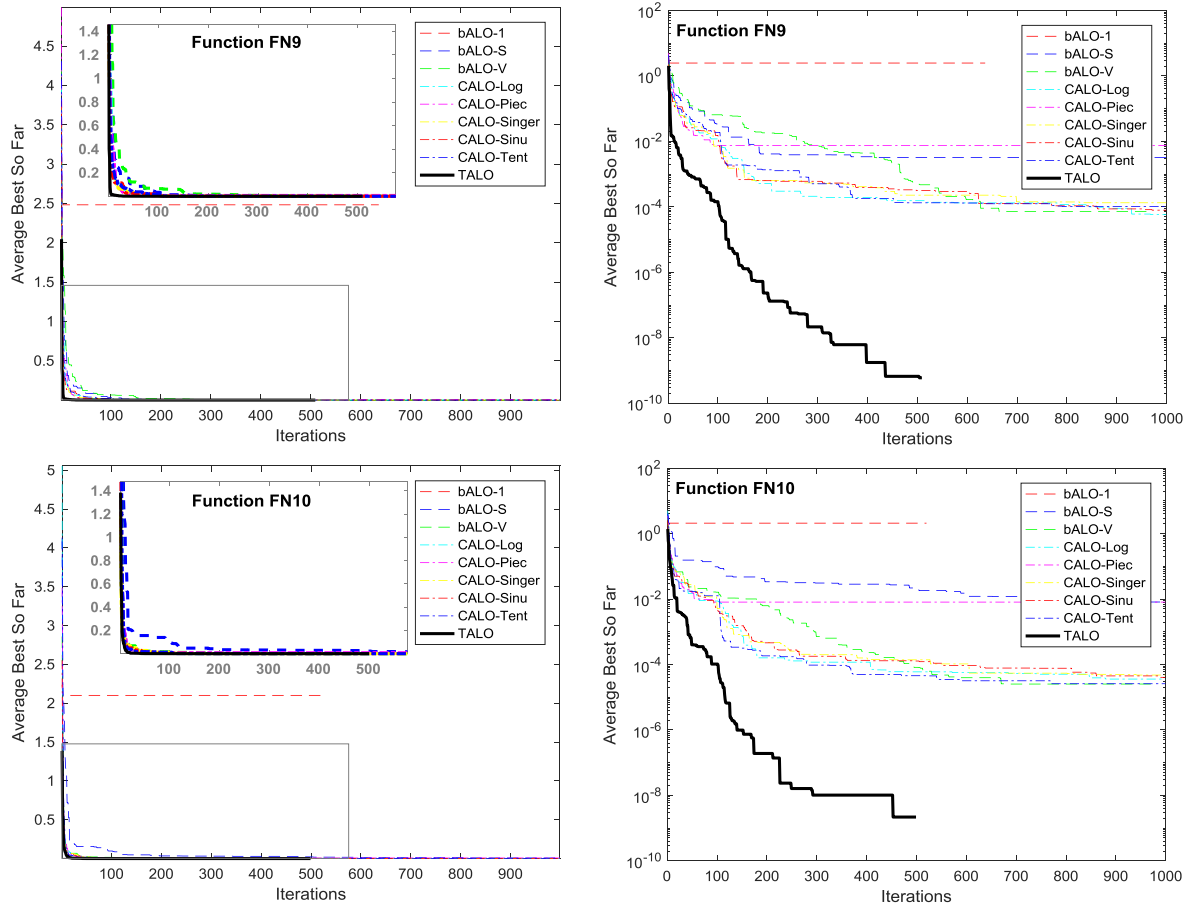 Function FN9
1.4
1.2
1
0.8
0.6
0.4
0.2
100 200 300 400 500
bALO-1
bALO-S
bALO-V
CALO-Log
CALO-Piec
CALO-Singer
CALO-Sinu
CALO-Tent
TALO
4.5
4
3.5
3
2.5
2
1.5
1
0.5
Average Best So Far
100 200 300 400 500 600 700 800 900
Iterations
Function FN9
bALO-1
bALO-S
bALO-V
CALO-Log
CALO-Piec
CALO-Singer
CALO-Sinu
CALO-Tent
TALO
10^2
10^0
10^-2
10^-4
10^-6
10^-8
10^-10
Average Best So Far
0 100 200 300 400 500 600 700 800 900 1000
Iterations
Function FN10
1.4
1.2
1
0.8
0.6
0.4
0.2
100 200 300 400 500
bALO-1
bALO-S
bALO-V
CALO-Log
CALO-Piec
CALO-Singer
CALO-Sinu
CALO-Tent
TALO
5
4.5
4
3.5
3
2.5
2
1.5
1
0.5
Average Best So Far
100 200 300 400 500 600 700 800 900
Iterations
Function FN10
bALO-1
bALO-S
bALO-V
CALO-Log
CALO-Piec
CALO-Singer
CALO-Sinu
CALO-Tent
TALO
10^2
10^0
10^-2
10^-4
10^-6
10^-8
10^-10
Average Best So Far
0 100 200 300 400 500 600 700 800 900 1000
Iterations